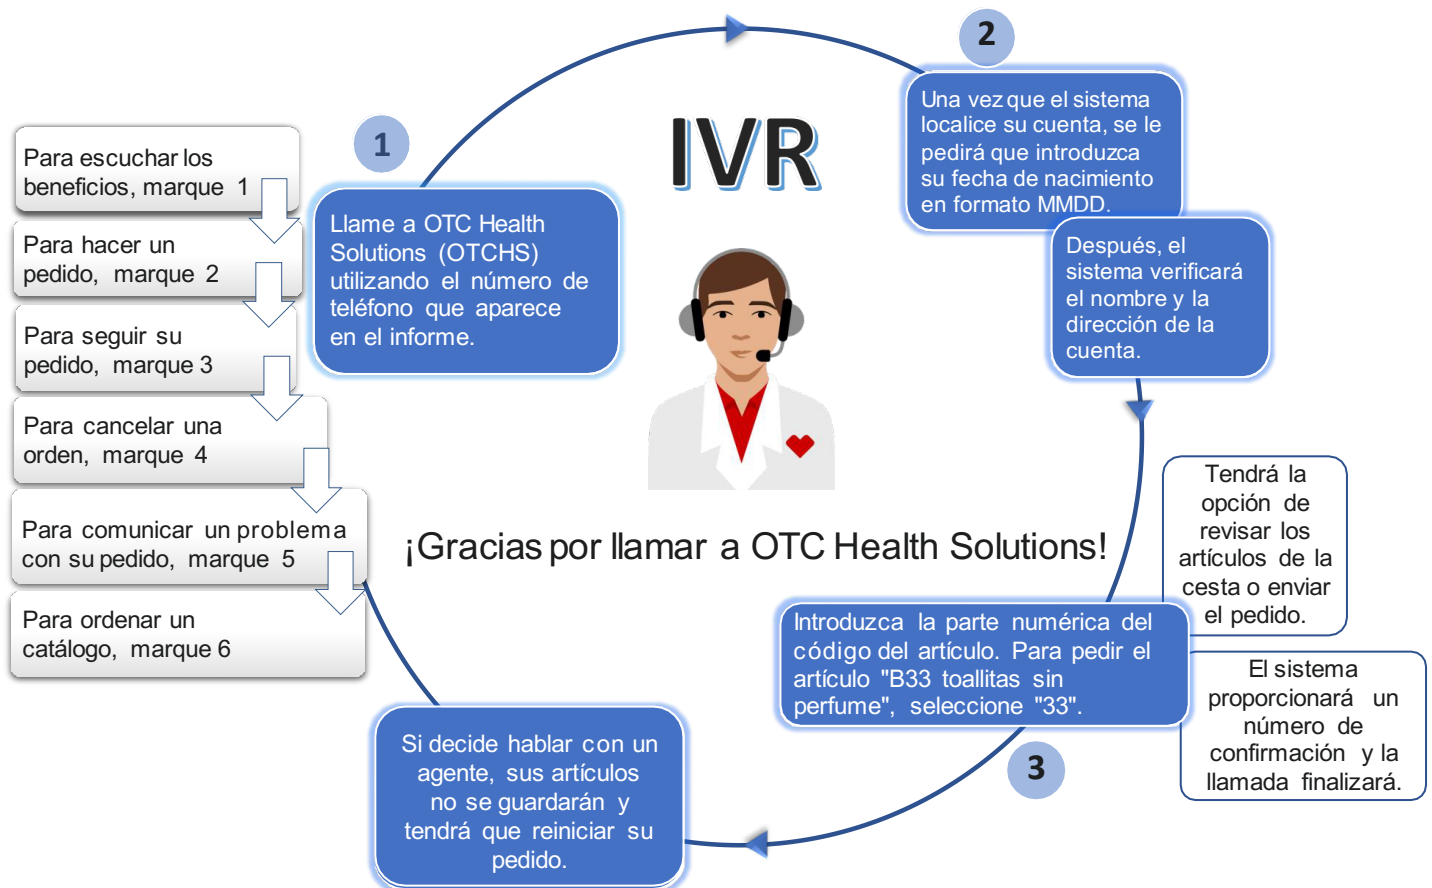 IVR
1
Llame a OTC Health
Solutions (OTCHS)
utilizando el número de
teléfono que aparece
en el informe.
Para escuchar los
beneficios, marque 1
Para hacer un
pedido, marque 2
Para seguir su
pedido, marque 3
Para cancelar una
orden, marque 4
Para comunicar un problema
con su pedido, marque 5
Para ordenar un
catálogo, marque 6
2
Una vez que el sistema
localice su cuenta, se le
pedirá que introduzca
su fecha de nacimiento
en formato MMDD.
Después, el
sistema verificará
el nombre y la
dirección de la
cuenta.
¡Gracias por llamar a OTC Health Solutions!
3
Introduzca la parte numérica del
código del artículo. Para pedir el
artículo "B33 toallitas sin
perfume", seleccione "33".
Tendrá la
opción de
revisar los
artículos de la
cesta o enviar
el pedido.
El sistema
proporcionará un
número de
confirmación y la
llamada finalizará.
Si decide hablar con un
agente, sus artículos
no se guardarán y
tendrá que reiniciar su
pedido.